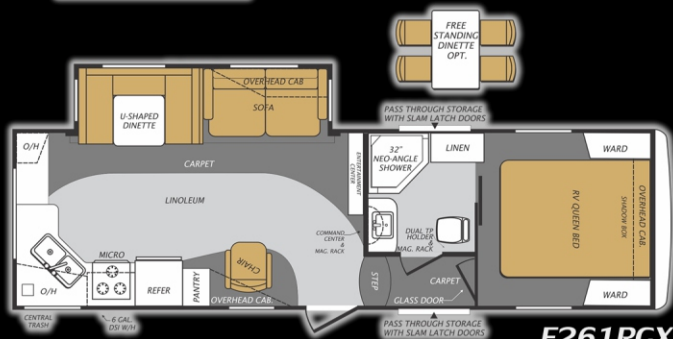 FREE
STANDING
DINETTE
OPT.
PASS THROUGH STORAGE
WITH SLAM LATCH DOORS
OVERHEAD CAB
SOFA
U-SHAPED
DINETTE
O/H
CARPET
LINOLEUM
ENTERTAINMENT
CENTER
32"
NEO-ANGLE
SHOWER
LINEN
WARD
RV QUEEN BED
OVERHEAD CAB.
SHADOW BOX
COMMAND
CENTER
&
MAG. RACK
DUAL TP
HOLDER
&
MAG. RACK
CHAIR
MICRO
O/H
REFER
PANTRY
OVERHEAD CAB.
STEP
CARPET
GLASS DOOR
WARD
CENTRAL
TRASH
6 GAL
DSI W/H
PASS THROUGH STORAGE
WITH SLAM LATCH DOORS